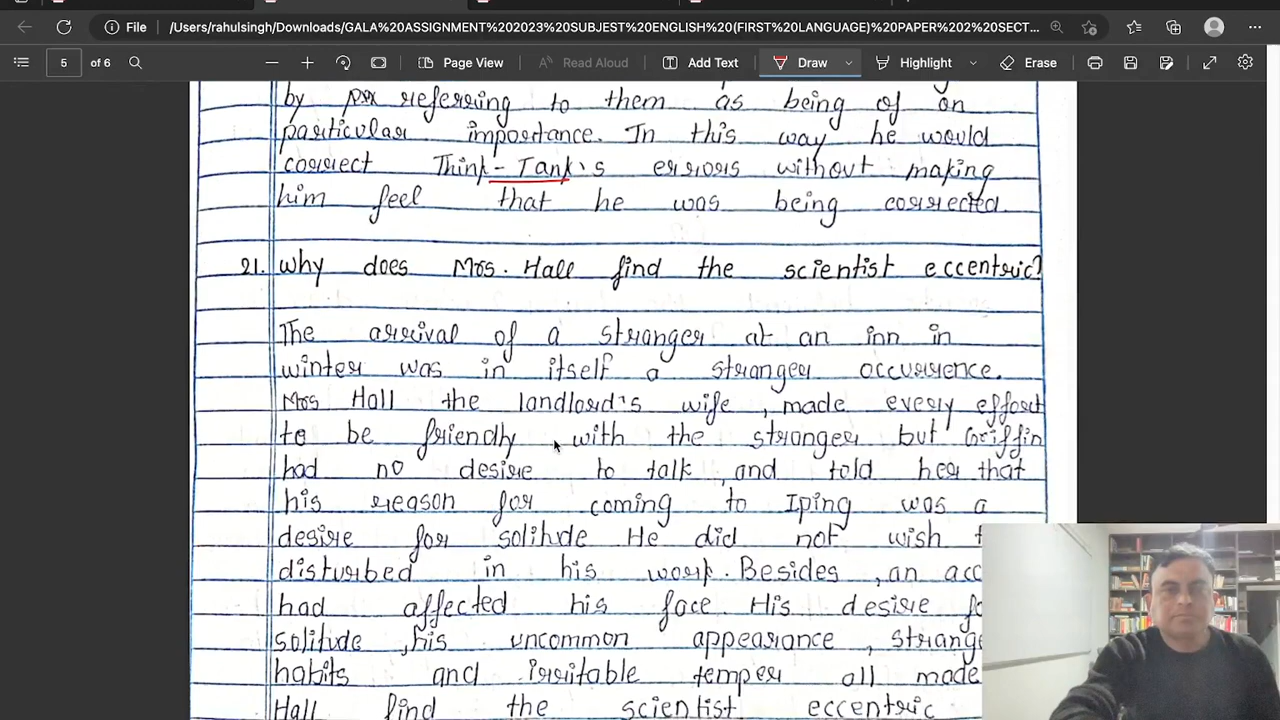 File
/Users/rahulsingh/Downloads/GALA%20ASSIGNMENT%202023%20SUBJEST%20ENGLISH%20(FIRST%20LANGUAGE)%20PAPER%202%20SECT...
5 of 6
Page View
Read Aloud
Add Text
Draw
Highlight
Erase
by referring to them as being of on
particular importance. In this way he would
correct Think-Tank's errors without making
him feel that he was being corrected.
21. Why does Mrs. Hall find the scientist eccentric?
The arrival of a stranger at an inn in
winter was in itself a stranger occurrence.
Mrs Hall the landlord's wife, made every effort
to be friendly with the stranger but Griffin
had no desire to talk, and told her that
his reason for coming to Iping was a
desire for solitude He did not wish
disturbed in his work. Besides, an acc
had affected his face. His desire fo
solitude, his uncommon appearance, strange
habits and irritable temper all made
Hall find the scientist eccentric